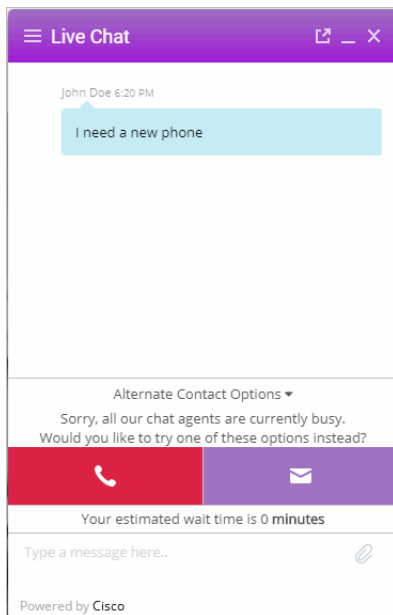 Live Chat
John Doe 6:20 PM
I need a new phone
Alternate Contact Options
Sorry, all our chat agents are currently busy.
Would you like to try one of these options instead?
Your estimated wait time is 0 minutes
Type a message here..
Powered by Cisco